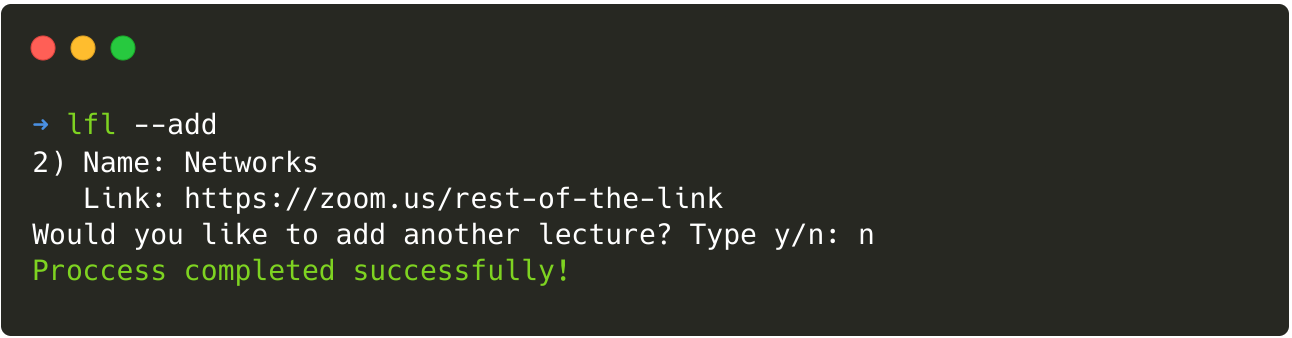 ➜ lfl --add
2) Name: Networks
   Link: https://zoom.us/rest-of-the-link
Would you like to add another lecture? Type y/n: n
Proccess completed successfully!